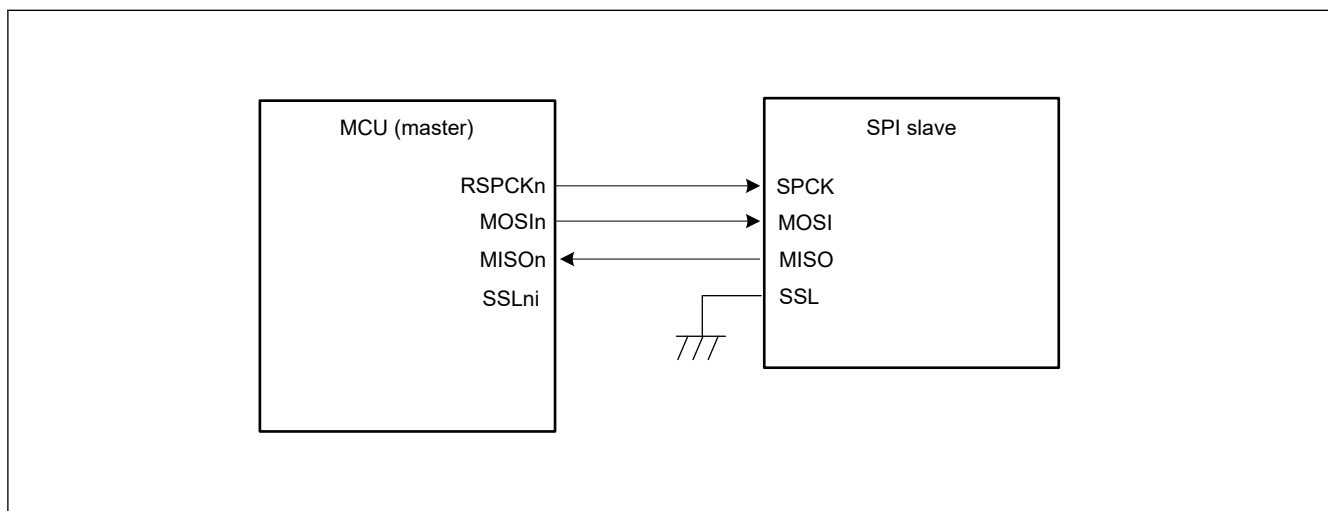 MCU (master)
RSPCKn
MOSIn
MISOn
SSLni
SPI slave
SPCK
MOSI
MISO
SSL